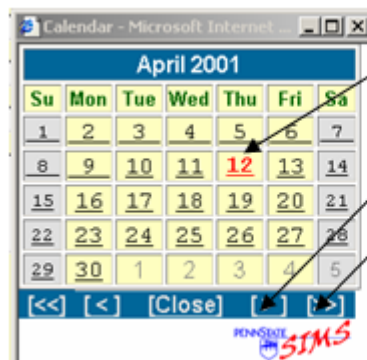 Calendar - Microsoft Internet ...
April 2001
Su Mon Tue Wed Thu Fri Sa
1 2 3 4 5 6 7
8 9 10 11 12 13 14
15 16 17 18 19 20 21
22 23 24 25 26 27 28
29 30 1 2 3 4 5
[<<] [<] [Close] [>] [>>]
PENNSTATE
SIMS